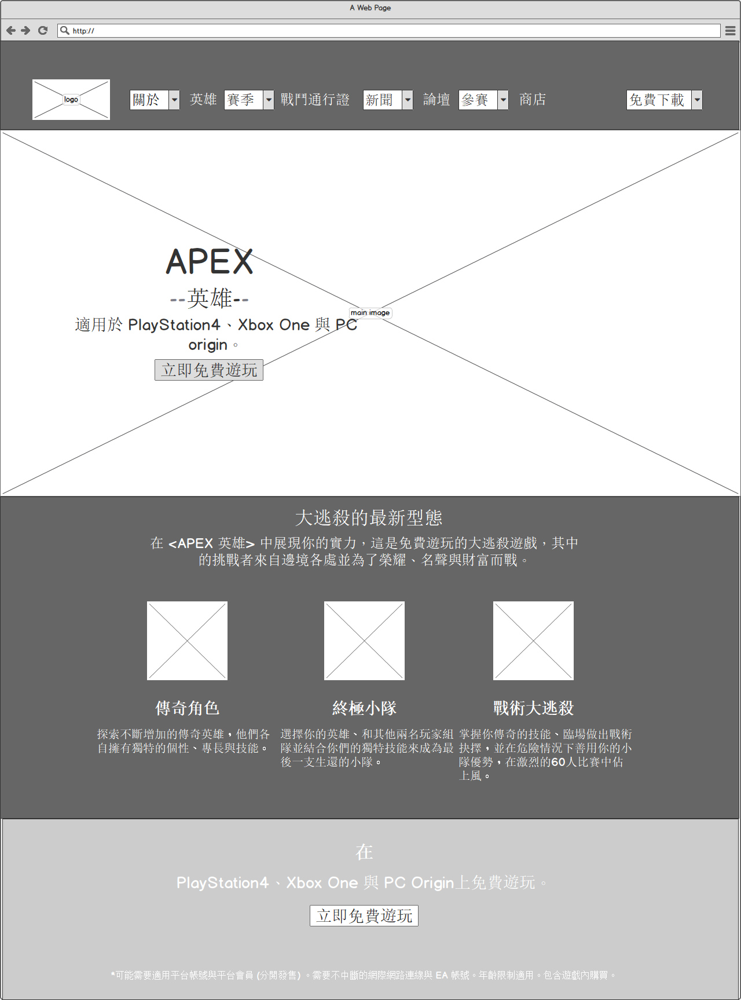 A Web Page
http://
logo
關於 英雄 賽季 戰鬥通行證 新聞 論壇 參賽 商店 免費下載
APEX
--英雄--
main image
適用於 PlayStation4、Xbox One 與 PC
origin。
立即免費遊玩
大逃殺的最新型態
在 <APEX 英雄> 中展現你的實力，這是免費遊玩的大逃殺遊戲，其中
的挑戰者來自邊境各處並為了榮耀、名聲與財富而戰。
傳奇角色
探索不斷增加的傳奇英雄，他們各
自擁有獨特的個性、專長與技能。
終極小隊
選擇你的英雄、和其他兩名玩家組
隊並結合你們的獨特技能來成為最
後一支生還的小隊。
戰術大逃殺
掌握你傳奇的技能、臨場做出戰術
抉擇，並在危險情況下善用你的小
隊優勢，在激烈的60人比賽中佔
上風。
在
PlayStation4、Xbox One 與 PC Origin上免費遊玩。
立即免費遊玩
*可能需要適用平台帳號與平台會員 (分開發售) 。需要不中斷的網際網路連線與 EA 帳號。年齡限制適用。包含遊戲內購買。